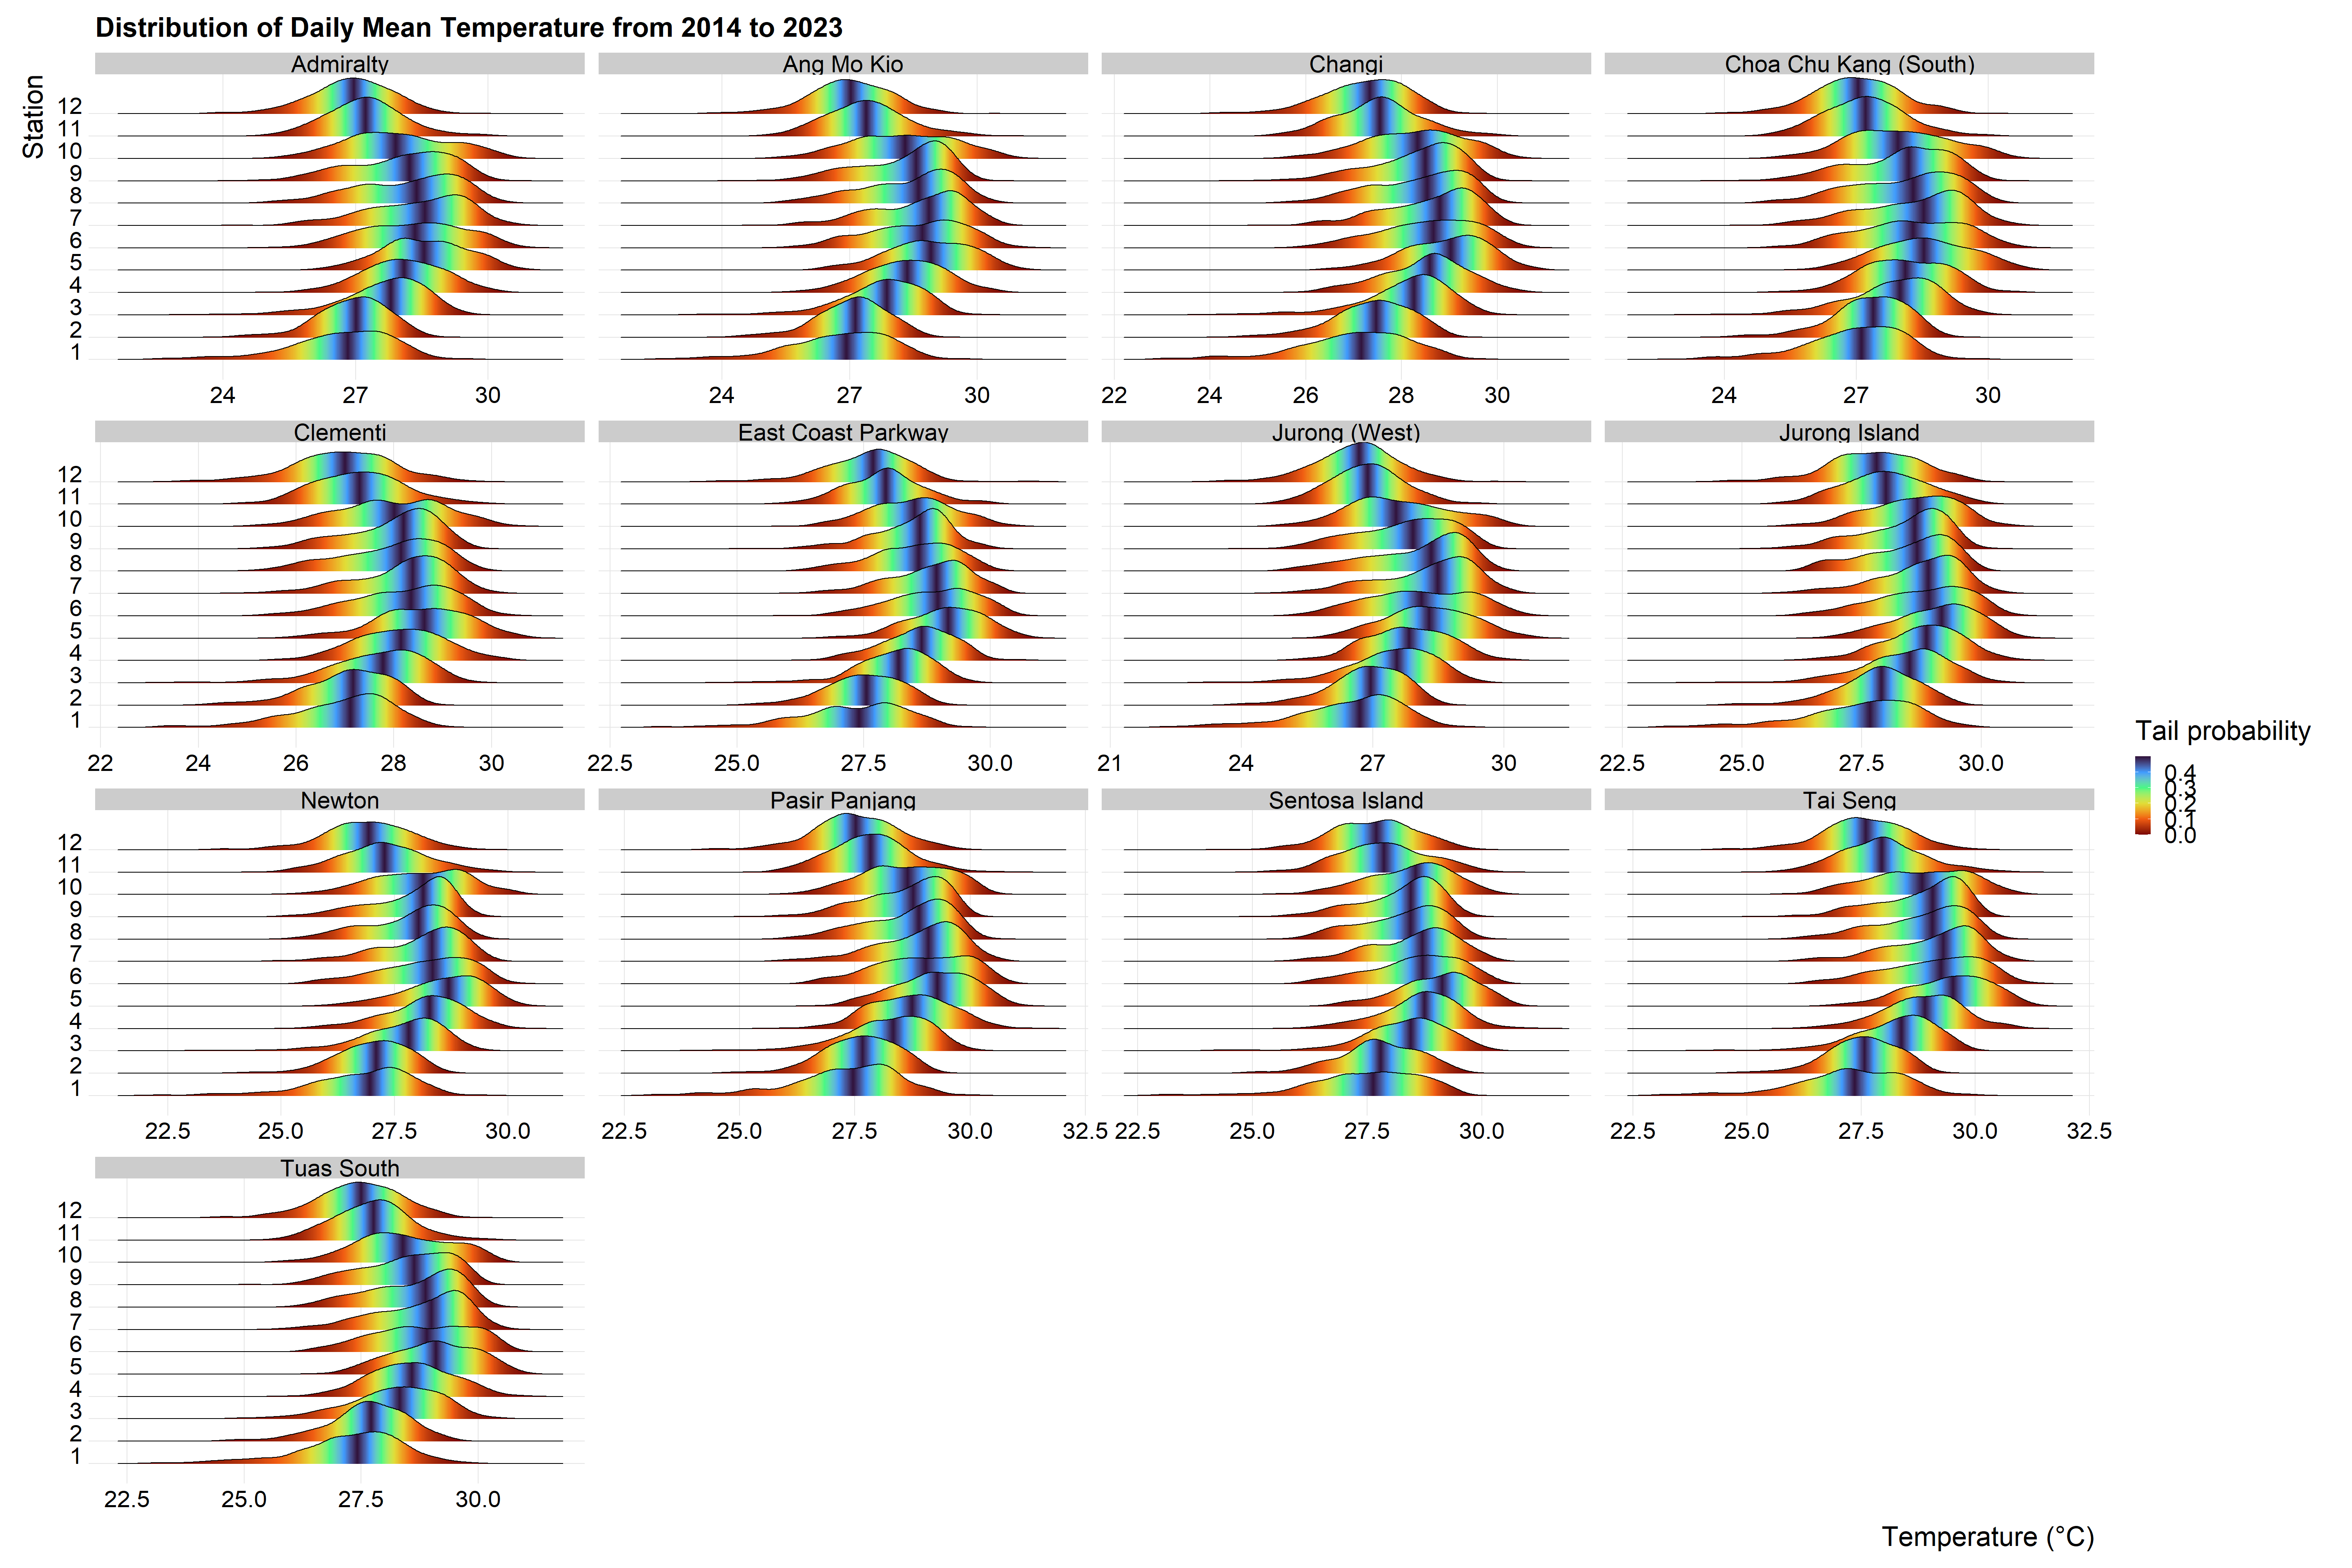 Distribution of Daily Mean Temperature from 2014 to 2023
Station
Admiralty
Ang Mo Kio
Changi
Choa Chu Kang (South)
12
11
10
9
8
7
6
5
4
3
2
1
24 27 30
24 27 30
22 24 26 28 30
24 27 30
Clementi
East Coast Parkway
Jurong (West)
Jurong Island
12
11
10
9
8
7
6
5
4
3
2
1
22 24 26 28 30
22.5 25.0 27.5 30.0
21 24 27 30
22.5 25.0 27.5 30.0
Newton
Pasir Panjang
Sentosa Island
Tai Seng
12
11
10
9
8
7
6
5
4
3
2
1
22.5 25.0 27.5 30.0
22.5 25.0 27.5 30.0 32.5
22.5 25.0 27.5 30.0
22.5 25.0 27.5 30.0 32.5
Tuas South
12
11
10
9
8
7
6
5
4
3
2
1
22.5 25.0 27.5 30.0
Temperature (°C)
Tail probability
0.4
0.3
0.2
0.1
0.0